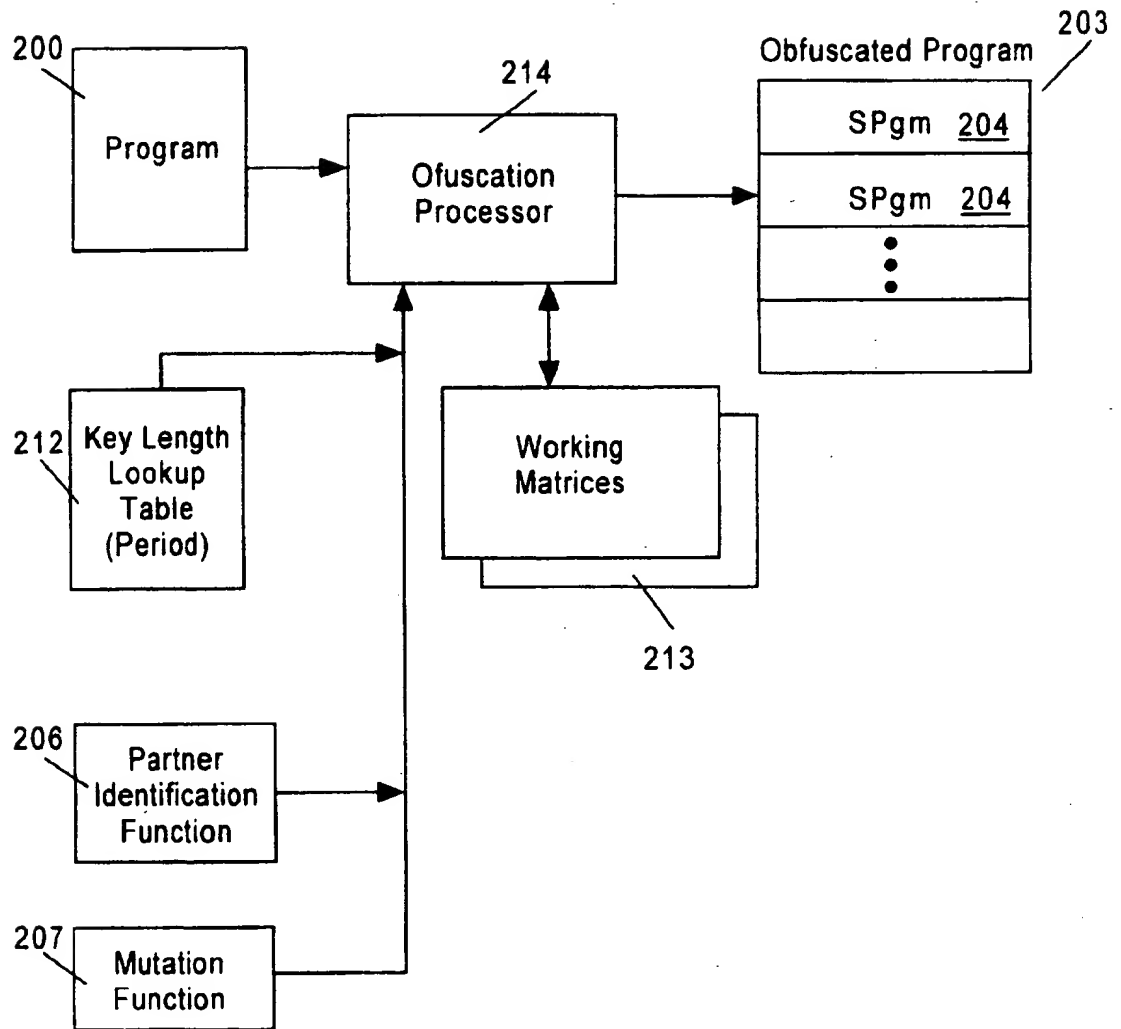 200
Program
214
Ofuscation
Processor
203
Obfuscated Program
SPgm 204
SPgm 204
212
Key Length
Lookup
Table
(Period)
Working
Matrices
213
206
Partner
Identification
Function
207
Mutation
Function